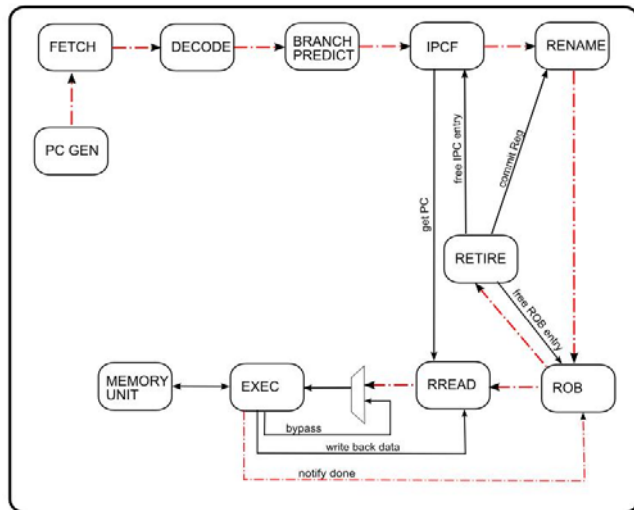 FETCH
DECODE
BRANCH
PREDICT
IPCF
RENAME
PC GEN
free IPC entry
commit Reg
get PC
RETIRE
free ROB entry
MEMORY
UNIT
EXEC
RREAD
ROB
bypass
write back data
notify done